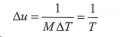 Δu = 1/(MΔT) = 1/T